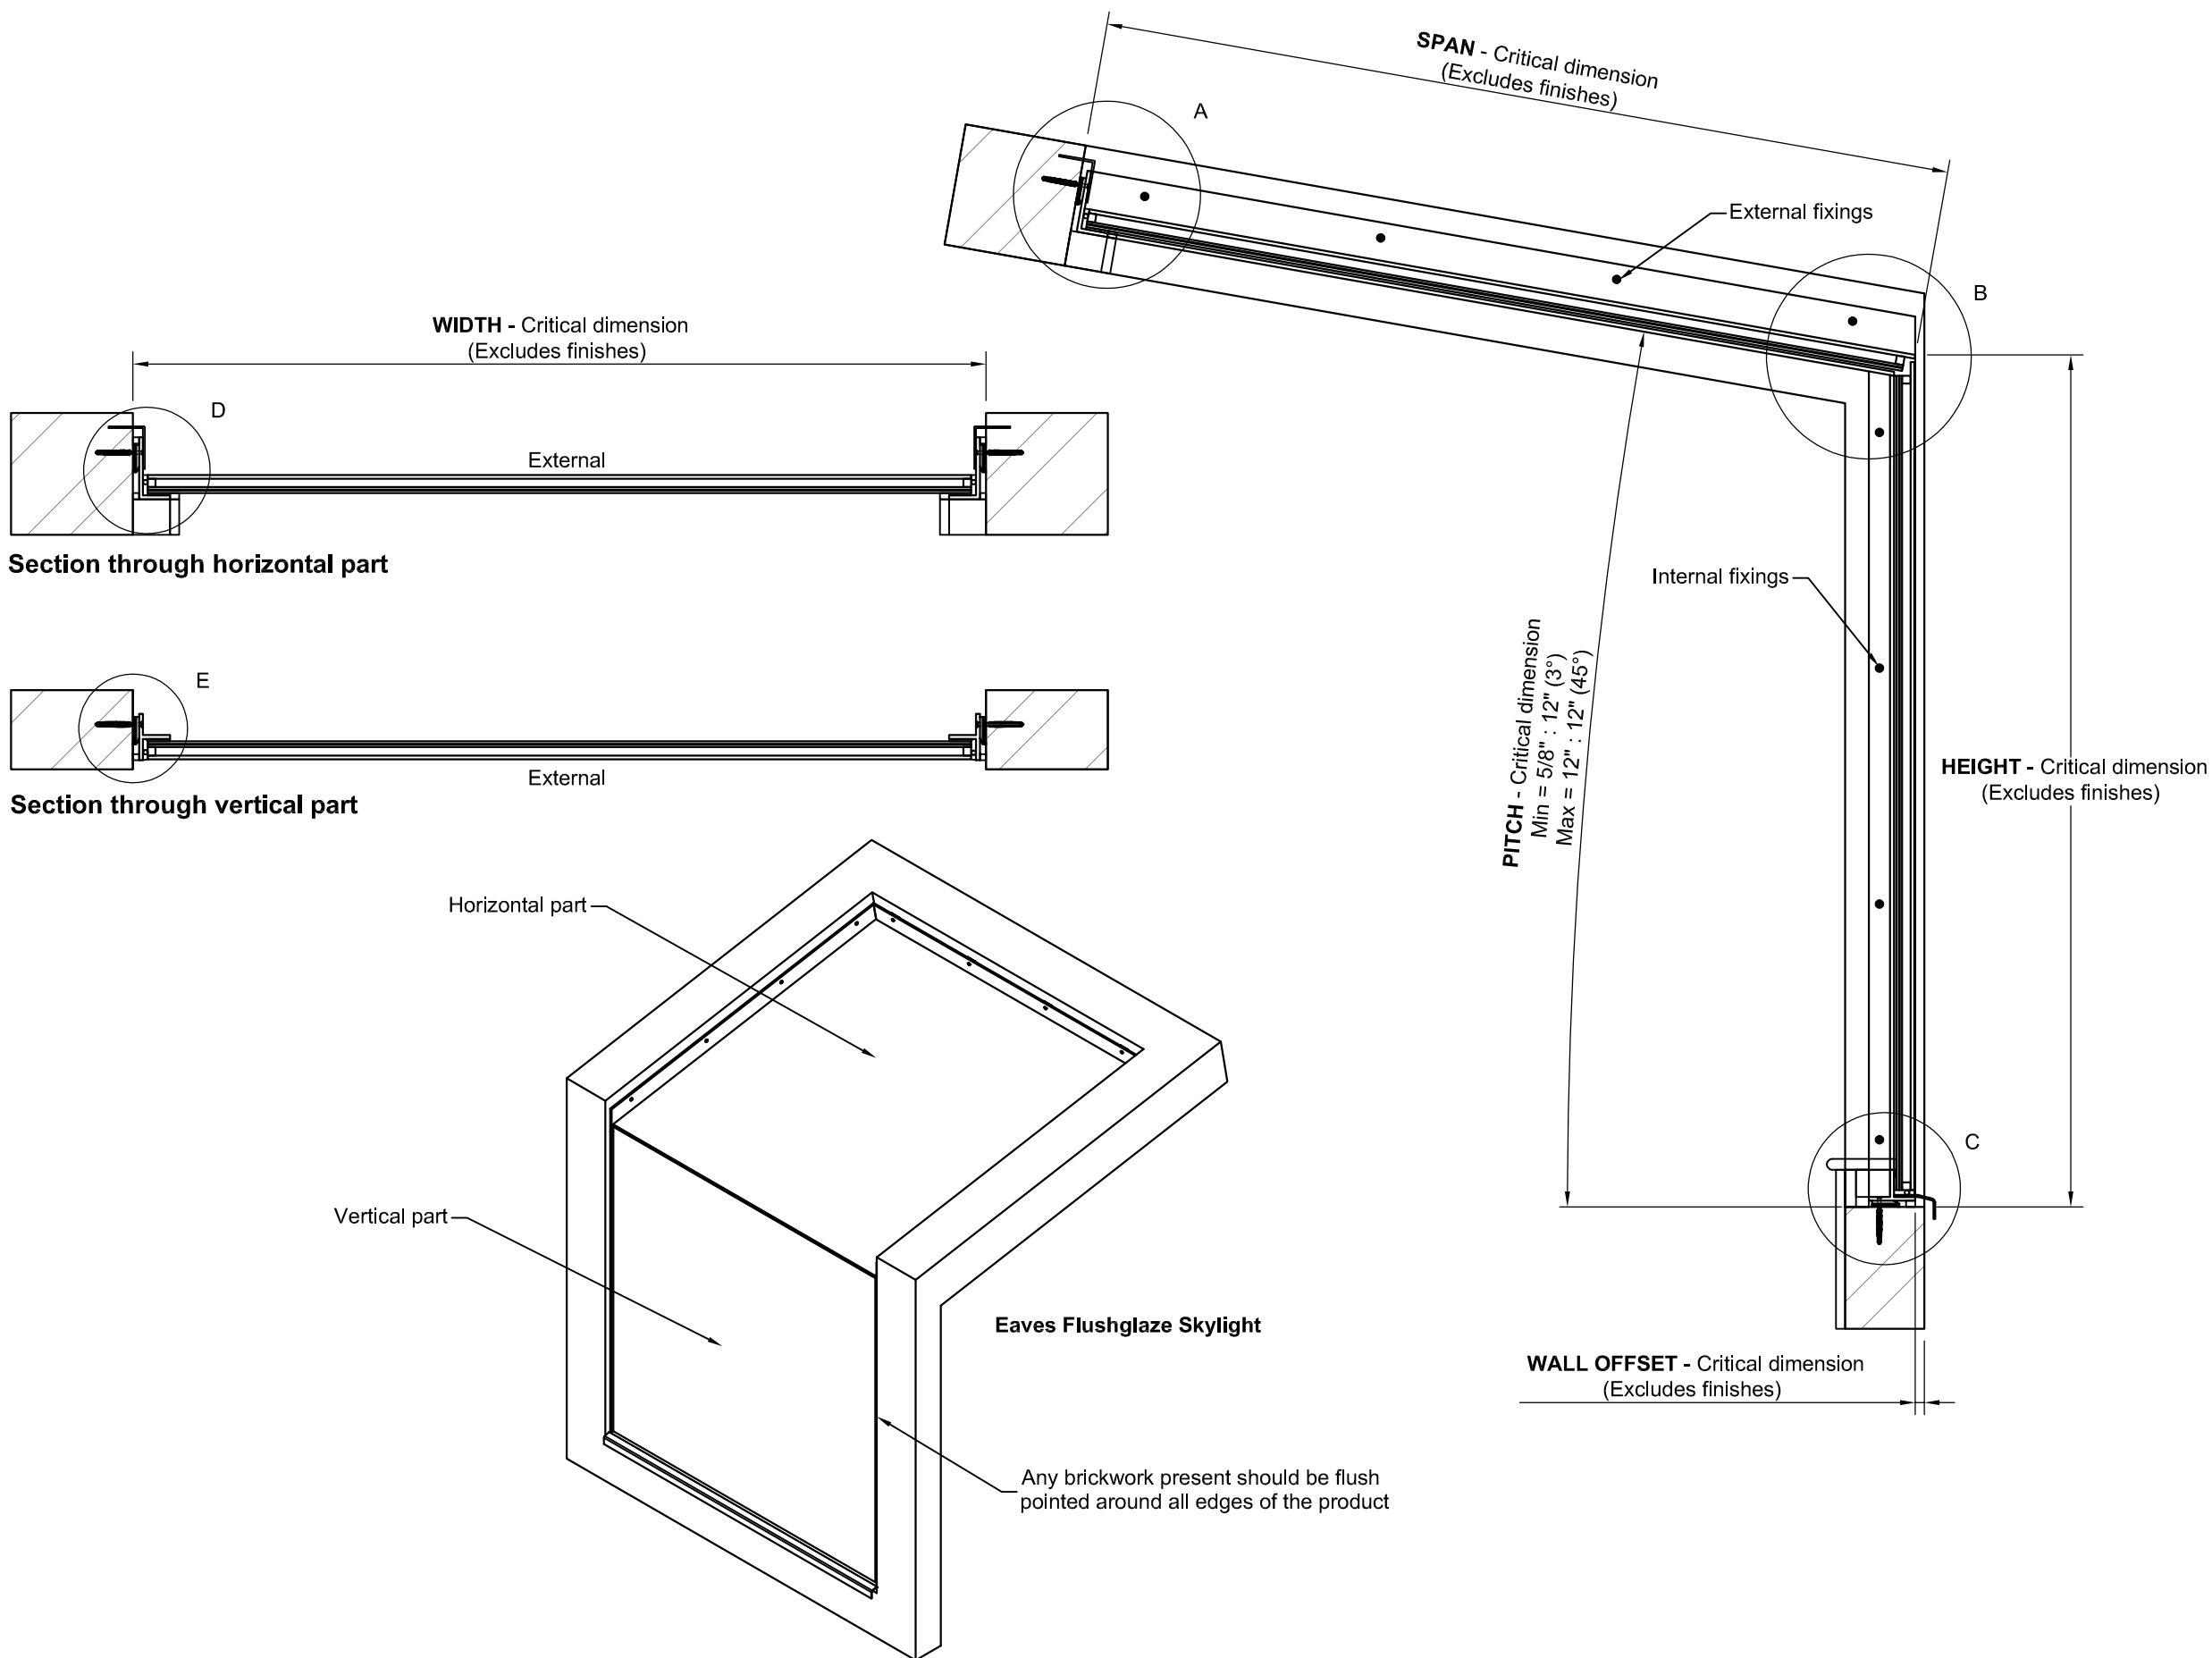 SPAN - Critical dimension
(Excludes finishes)
A
External fixings
B
WIDTH - Critical dimension
(Excludes finishes)
D
External
Section through horizontal part
Internal fixings
PITCH - Critical dimension
Min = 5/8" : 12" (3°)
Max = 12" : 12" (45°)
E
External
Section through vertical part
HEIGHT - Critical dimension
(Excludes finishes)
Horizontal part
C
Vertical part
Eaves Flushglaze Skylight
WALL OFFSET - Critical dimension
(Excludes finishes)
Any brickwork present should be flush
pointed around all edges of the product